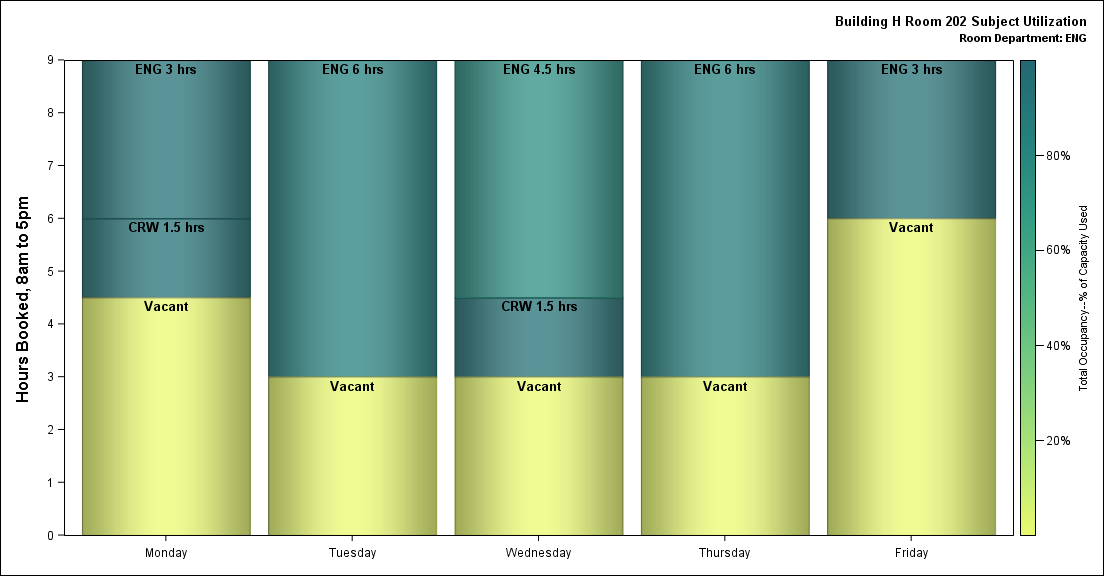 Building H Room 202 Subject Utilization
Room Department: ENG
Hours Booked, 8am to 5pm
9
8
7
6
5
4
3
2
1
0
ENG 3 hrs
CRW 1.5 hrs
Vacant
ENG 6 hrs
Vacant
ENG 4.5 hrs
CRW 1.5 hrs
Vacant
ENG 6 hrs
Vacant
ENG 3 hrs
Vacant
Monday
Tuesday
Wednesday
Thursday
Friday
80%
60%
40%
20%
Total Occupancy--% of Capacity Used